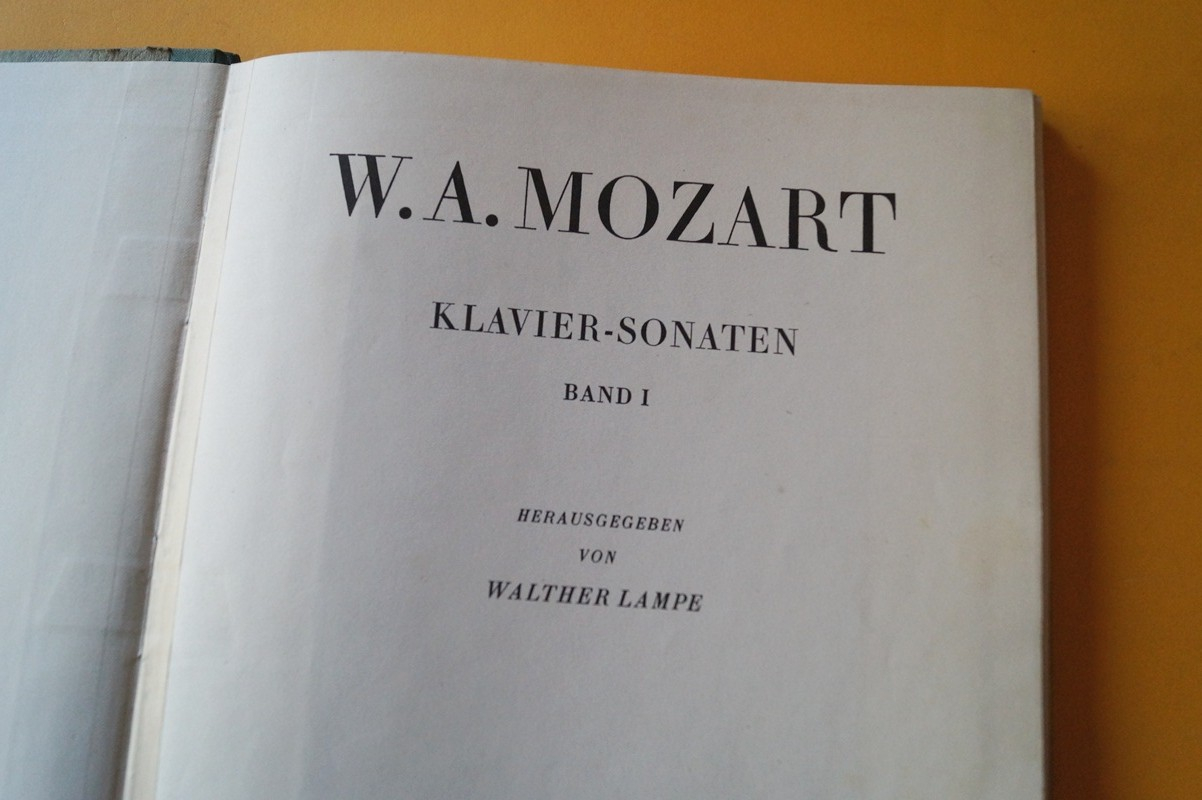 W. A. MOZART
KLAVIER-SONATEN
BAND I
HERAUSGEGEBEN
VON
WALTHER LAMPE